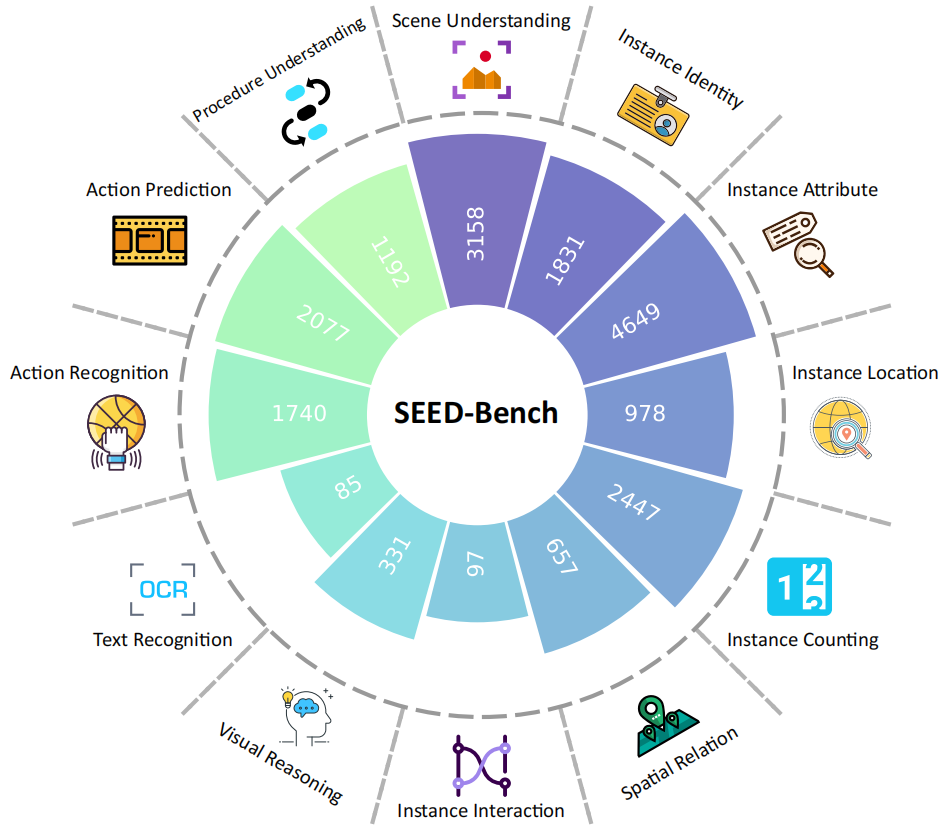 Scene Understanding
Instance Identity
Instance Attribute
Instance Location
Instance Counting
Spatial Relation
Instance Interaction
Visual Reasoning
Text Recognition
Action Recognition
Action Prediction
Procedure Understanding
3158
1831
4649
978
2447
657
97
331
85
1740
2077
1192
SEED-Bench
OCR
1 2
3